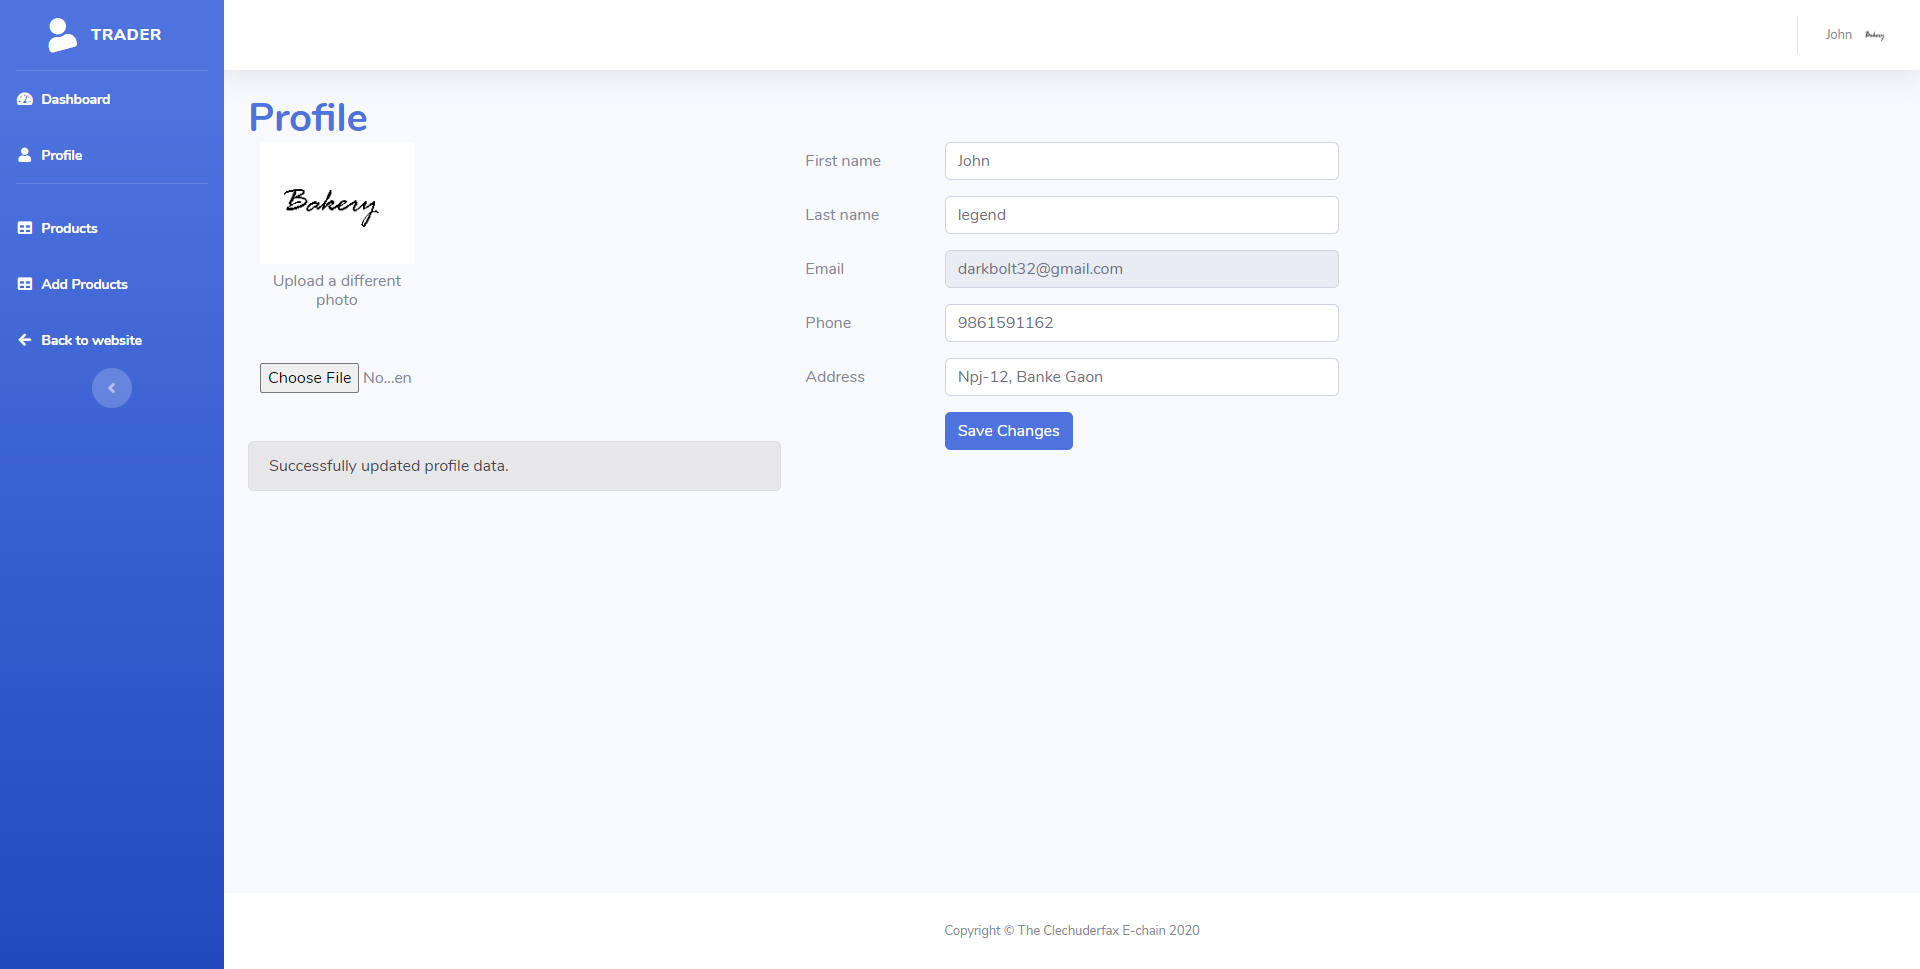 TRADER
Dashboard
Profile
Products
Add Products
Back to website
John
Bakery
Profile
Bakery
Upload a different
photo
Choose File No...en
Successfully updated profile data.
First name John
Last name legend
Email darkbolt32@gmail.com
Phone 9861591162
Address Npj-12, Banke Gaon
Save Changes
Copyright © The Clechuderfax E-chain 2020